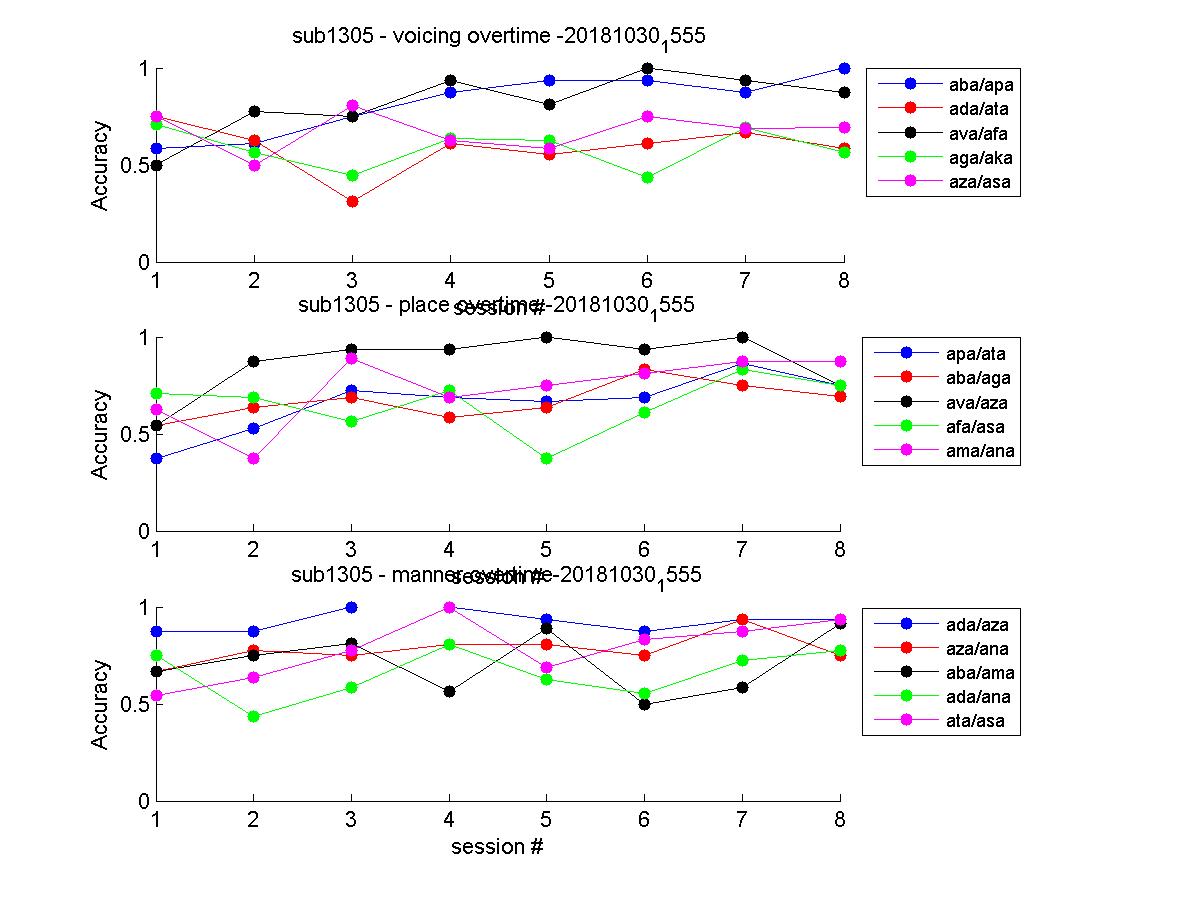 sub1305 - voicing overtime -20181030₁555
1
0.5
0
Accuracy
1 2 3 4 5 6 7 8
session #
aba/apa
ada/ata
ava/afa
aga/aka
aza/asa
sub1305 - place overtime -20181030₁555
1
0.5
0
Accuracy
1 2 3 4 5 6 7 8
session #
apa/ata
aba/aga
ava/aza
afa/asa
ama/ana
sub1305 - manner overtime -20181030₁555
1
0.5
0
Accuracy
1 2 3 4 5 6 7 8
session #
ada/aza
aza/ana
aba/ama
ada/ana
ata/asa